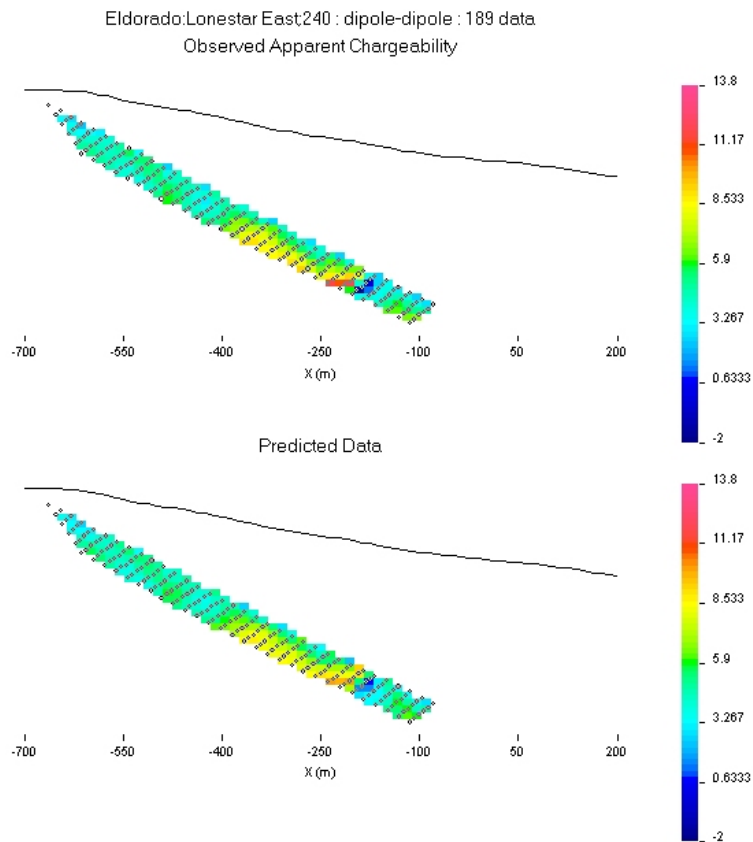 Eldorado:Lonestar East;240 : dipole-dipole : 189 data
Observed Apparent Chargeability
13.8
11.17
8.533
5.9
3.267
0.6333
-2
-700 -550 -400 -250 -100 50 200
X (m)
Predicted Data
13.8
11.17
8.533
5.9
3.267
0.6333
-2
-700 -550 -400 -250 -100 50 200
X (m)